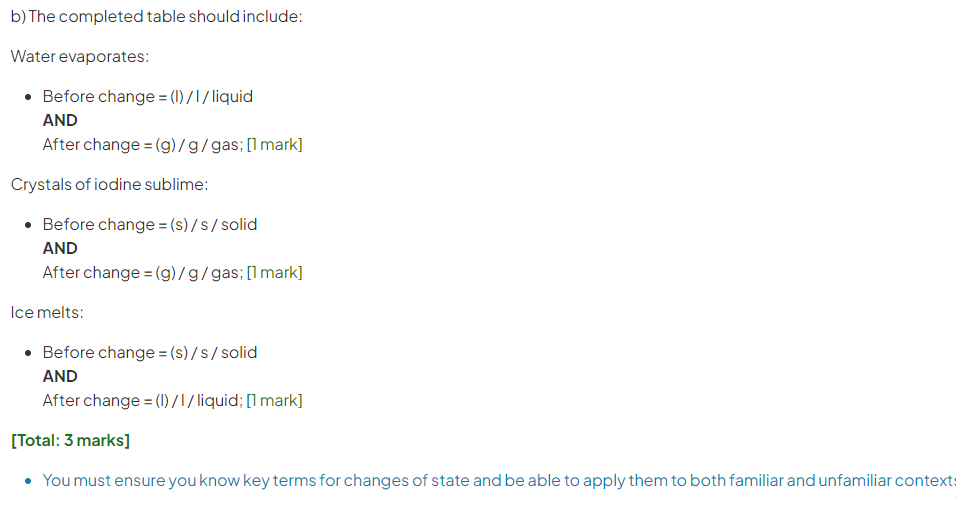 b) The completed table should include:
Water evaporates:
• Before change = (l) / l / liquid
AND
After change = (g) / g / gas; [1 mark]
Crystals of iodine sublime:
• Before change = (s) / s / solid
AND
After change = (g) / g / gas; [1 mark]
Ice melts:
• Before change = (s) / s / solid
AND
After change = (l) / l / liquid; [1 mark]
[Total: 3 marks]
• You must ensure you know key terms for changes of state and be able to apply them to both familiar and unfamiliar contexts